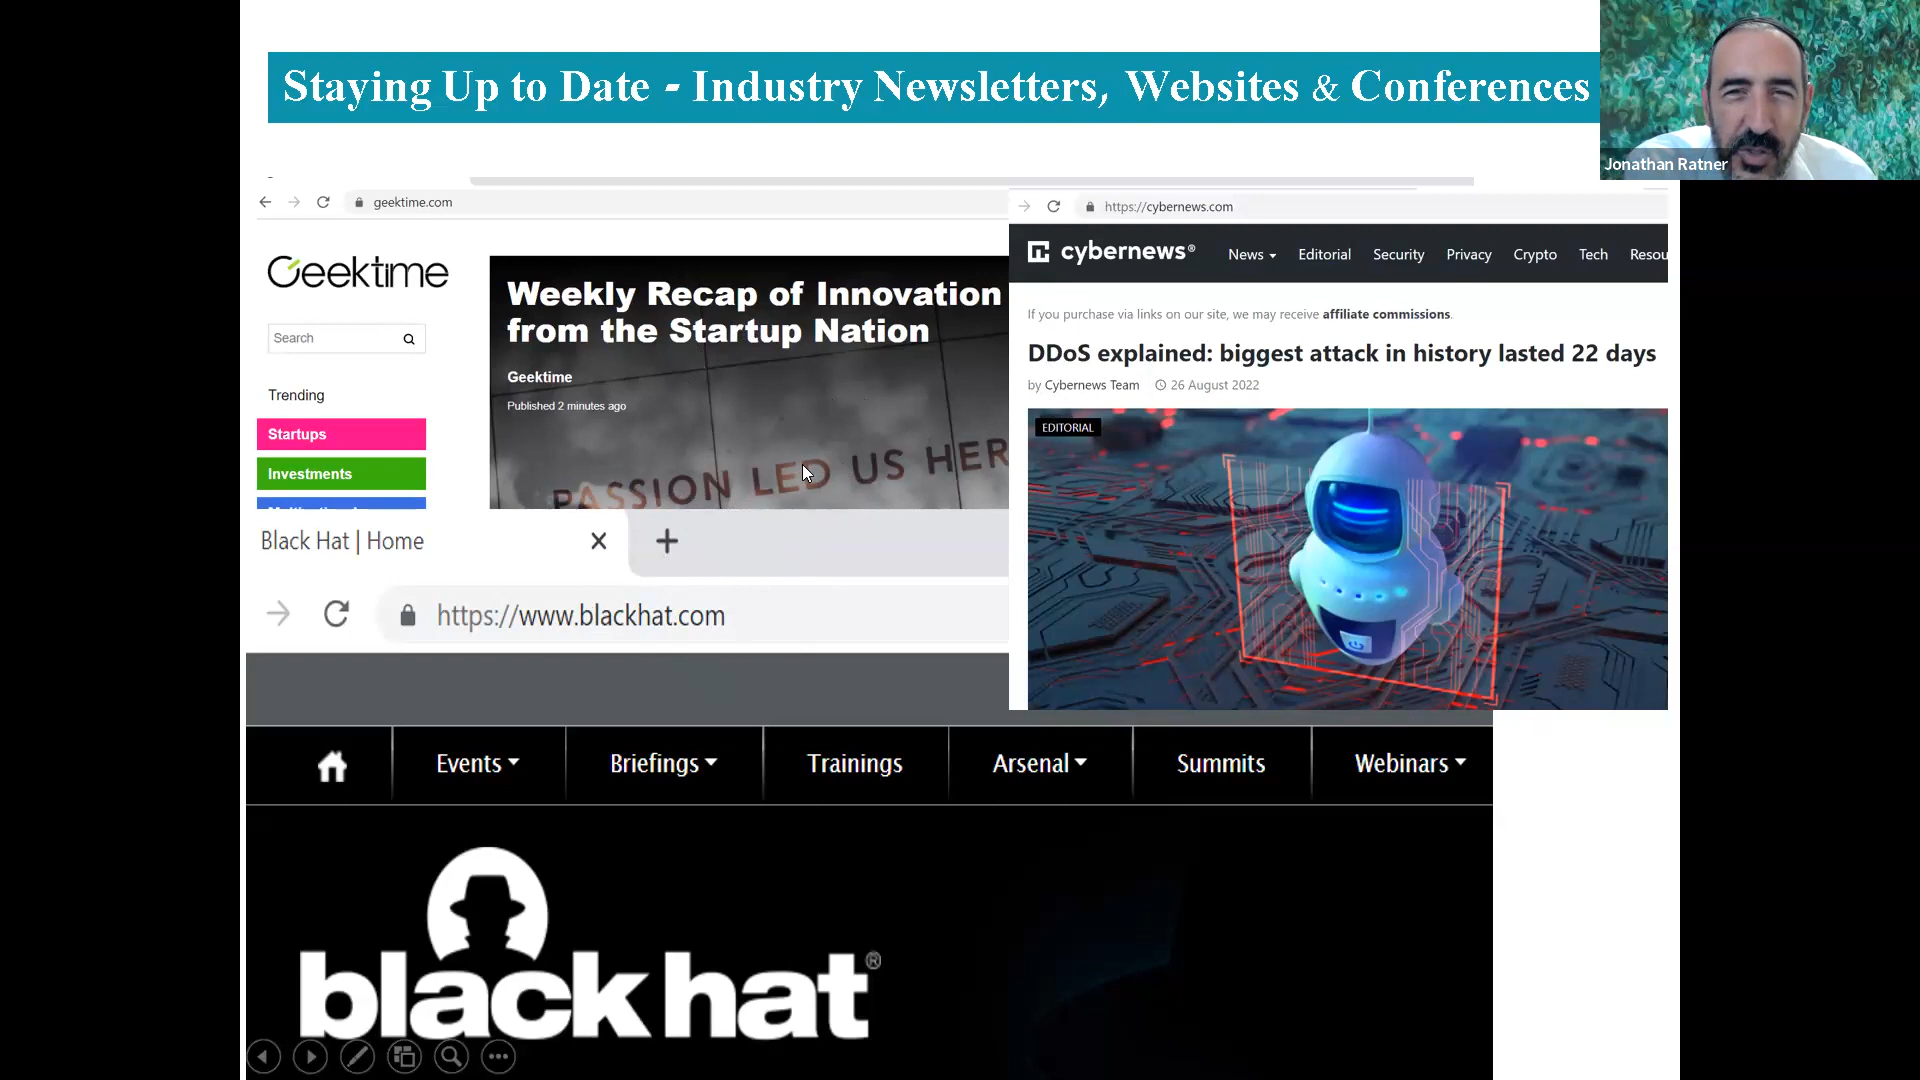 Staying Up to Date - Industry Newsletters, Websites & Conferences
Jonathan Ratner
geektime.com
Geektime
Search
Trending
Startups
Investments
Weekly Recap of Innovation
from the Startup Nation
Geektime
Published 2 minutes ago
PASSION LED US HER
https://cybernews.com
cybernews®
News
Editorial
Security
Privacy
Crypto
Tech
Resou
If you purchase via links on our site, we may receive affiliate commissions.
DDoS explained: biggest attack in history lasted 22 days
by Cybernews Team
26 August 2022
EDITORIAL
Black Hat | Home
https://www.blackhat.com
Events
Briefings
Trainings
Arsenal
Summits
Webinars
blackhat®